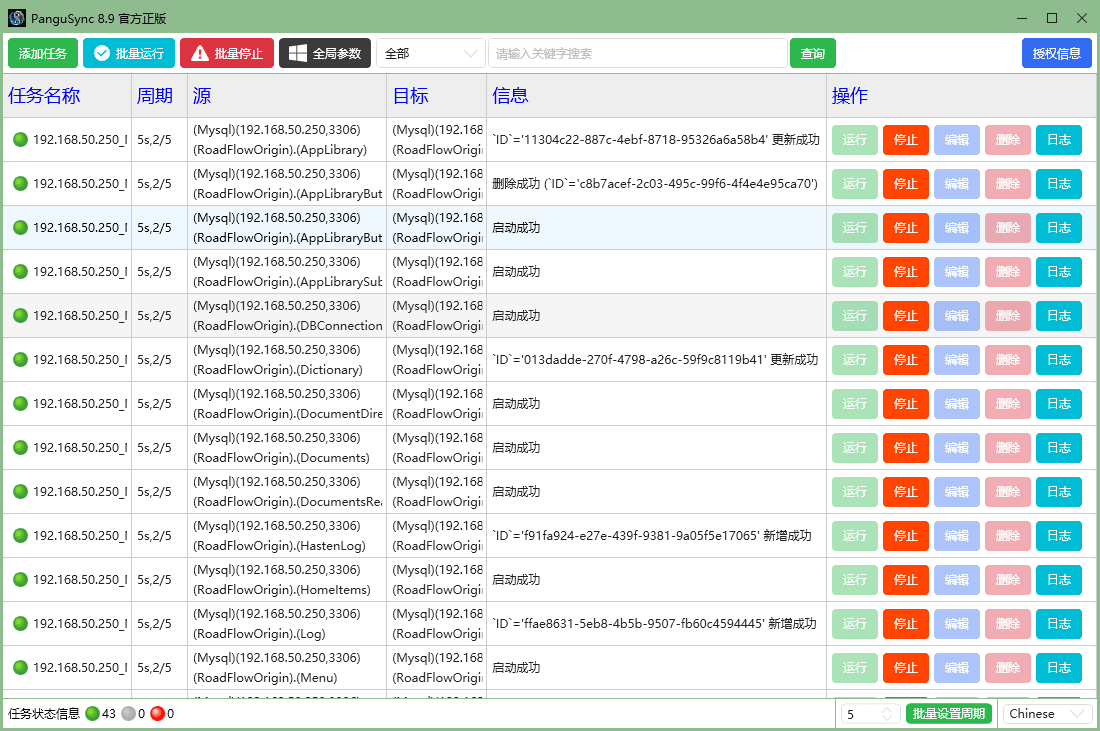 PanguSync 8.9 官方正版
添加任务 批量运行 批量停止 全局参数 全部 请输入关键字搜索 查询 授权信息
任务名称 周期 源 目标 信息 操作
192.168.50.250_ 5s,2/5 (Mysql)(192.168.50.250,3306) (Mysql)(192.168 `ID`='11304c22-887c-4ebf-8718-95326a6a58b4' 更新成功 运行 停止 编辑 删除 日志
(RoadFlowOrigin).(AppLibrary) (RoadFlowOrigi
192.168.50.250_ 5s,2/5 (Mysql)(192.168.50.250,3306) (Mysql)(192.168 删除成功 (`ID`='c8b7acef-2c03-495c-99f6-4f4e4e95ca70') 运行 停止 编辑 删除 日志
(RoadFlowOrigin).(AppLibraryBut (RoadFlowOrigi
192.168.50.250_ 5s,2/5 (Mysql)(192.168.50.250,3306) (Mysql)(192.168 启动成功 运行 停止 编辑 删除 日志
(RoadFlowOrigin).(AppLibraryBut (RoadFlowOrigi
192.168.50.250_ 5s,2/5 (Mysql)(192.168.50.250,3306) (Mysql)(192.168 启动成功 运行 停止 编辑 删除 日志
(RoadFlowOrigin).(AppLibrarySub (RoadFlowOrigi
192.168.50.250_ 5s,2/5 (Mysql)(192.168.50.250,3306) (Mysql)(192.168 启动成功 运行 停止 编辑 删除 日志
(RoadFlowOrigin).(DBConnection (RoadFlowOrigi
192.168.50.250_ 5s,2/5 (Mysql)(192.168.50.250,3306) (Mysql)(192.168 `ID`='013dadde-270f-4798-a26c-59f9c8119b41' 更新成功 运行 停止 编辑 删除 日志
(RoadFlowOrigin).(Dictionary) (RoadFlowOrigi
192.168.50.250_ 5s,2/5 (Mysql)(192.168.50.250,3306) (Mysql)(192.168 启动成功 运行 停止 编辑 删除 日志
(RoadFlowOrigin).(DocumentDire (RoadFlowOrigi
192.168.50.250_ 5s,2/5 (Mysql)(192.168.50.250,3306) (Mysql)(192.168 启动成功 运行 停止 编辑 删除 日志
(RoadFlowOrigin).(Documents) (RoadFlowOrigi
192.168.50.250_ 5s,2/5 (Mysql)(192.168.50.250,3306) (Mysql)(192.168 启动成功 运行 停止 编辑 删除 日志
(RoadFlowOrigin).(DocumentsRea (RoadFlowOrigi
192.168.50.250_ 5s,2/5 (Mysql)(192.168.50.250,3306) (Mysql)(192.168 `ID`='f91fa924-e27e-439f-9381-9a05f5e17065' 新增成功 运行 停止 编辑 删除 日志
(RoadFlowOrigin).(HastenLog) (RoadFlowOrigi
192.168.50.250_ 5s,2/5 (Mysql)(192.168.50.250,3306) (Mysql)(192.168 启动成功 运行 停止 编辑 删除 日志
(RoadFlowOrigin).(HomeItems) (RoadFlowOrigi
192.168.50.250_ 5s,2/5 (Mysql)(192.168.50.250,3306) (Mysql)(192.168 `ID`='ffae8631-5eb8-4b5b-9507-fb60c4594445' 新增成功 运行 停止 编辑 删除 日志
(RoadFlowOrigin).(Log) (RoadFlowOrigi
192.168.50.250_ 5s,2/5 (Mysql)(192.168.50.250,3306) (Mysql)(192.168 启动成功 运行 停止 编辑 删除 日志
(RoadFlowOrigin).(Menu) (RoadFlowOrigi
任务状态信息 43 0 0 5 批量设置周期 Chinese